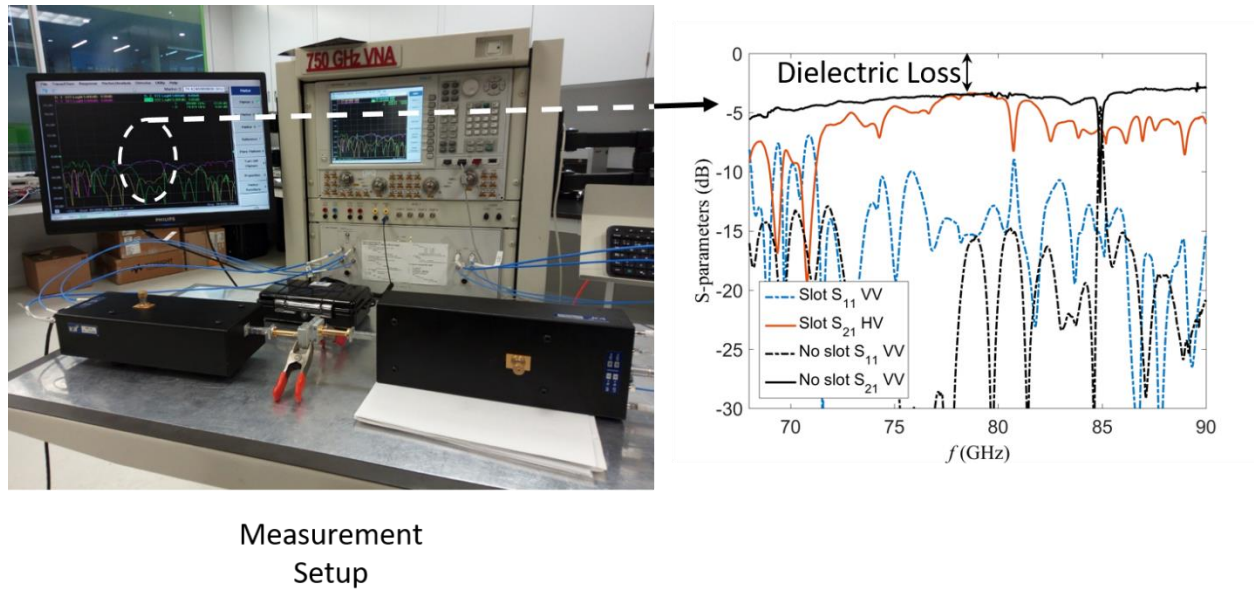 750 GHz VNA
PHILIPS
Measurement
Setup
Dielectric Loss
S-parameters (dB)
0
-5
-10
-15
-20
-25
-30
70
75
80
85
90
f (GHz)
Slot S11 VV
Slot S21 HV
No slot S11 VV
No slot S21 VV